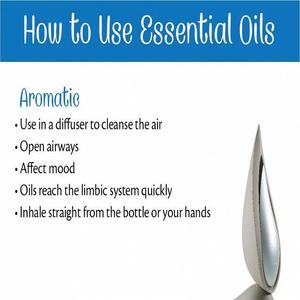 How to Use Essential Oils
Aromatic
• Use in a diffuser to cleanse the air
• Open airways
• Affect mood
• Oils reach the limbic system quickly
• Inhale straight from the bottle or your hands